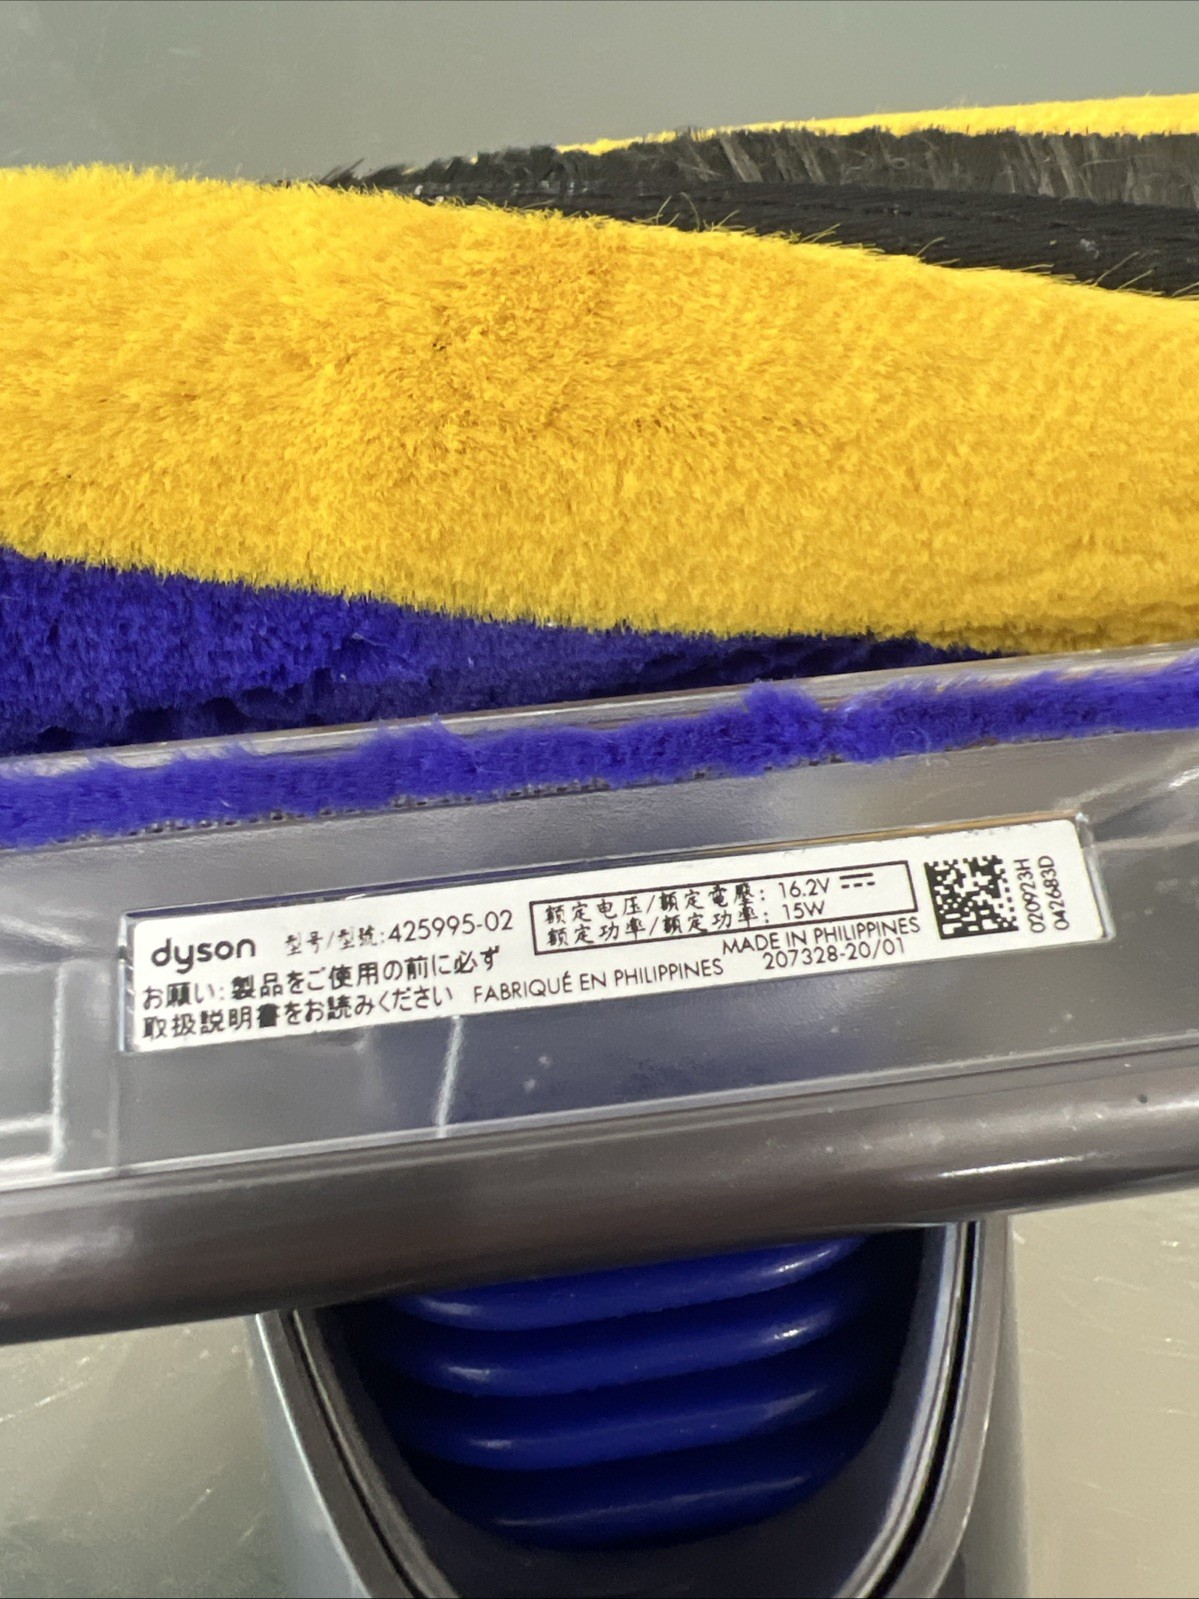 dyson 型号/型號:425995-02
お願い:製品をご使用の前に必ず
取扱説明書をお読みください
额定电压/額定電壓: 16.2V ⎓
额定功率/額定功率: 15W
MADE IN PHILIPPINES
FABRIQUÉ EN PHILIPPINES
207328-20/01
020923H
042683D